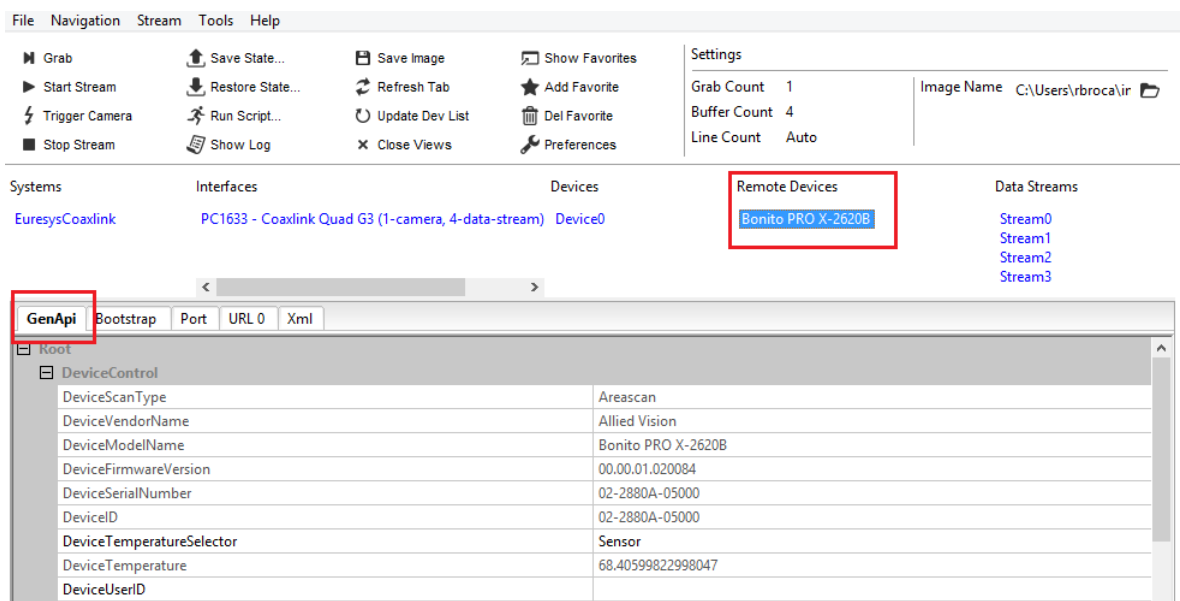 File Navigation Stream Tools Help
Grab Save State... Save Image Show Favorites Settings
Start Stream Restore State... Refresh Tab Add Favorite Grab Count 1 Image Name C:\Users\rbroca\ir
Trigger Camera Run Script... Update Dev List Del Favorite Buffer Count 4
Stop Stream Show Log Close Views Preferences Line Count Auto
Systems Interfaces Devices Remote Devices Data Streams
EuresysCoaxlink PC1633 - Coaxlink Quad G3 (1-camera, 4-data-stream) Device0 Bonito PRO X-2620B Stream0
Stream1
Stream2
Stream3
GenApi Bootstrap Port URL 0 Xml
Root
DeviceControl
DeviceScanType Areascan
DeviceVendorName Allied Vision
DeviceModelName Bonito PRO X-2620B
DeviceFirmwareVersion 00.00.01.020084
DeviceSerialNumber 02-2880A-05000
DeviceID 02-2880A-05000
DeviceTemperatureSelector Sensor
DeviceTemperature 68.40599822998047
DeviceUserID